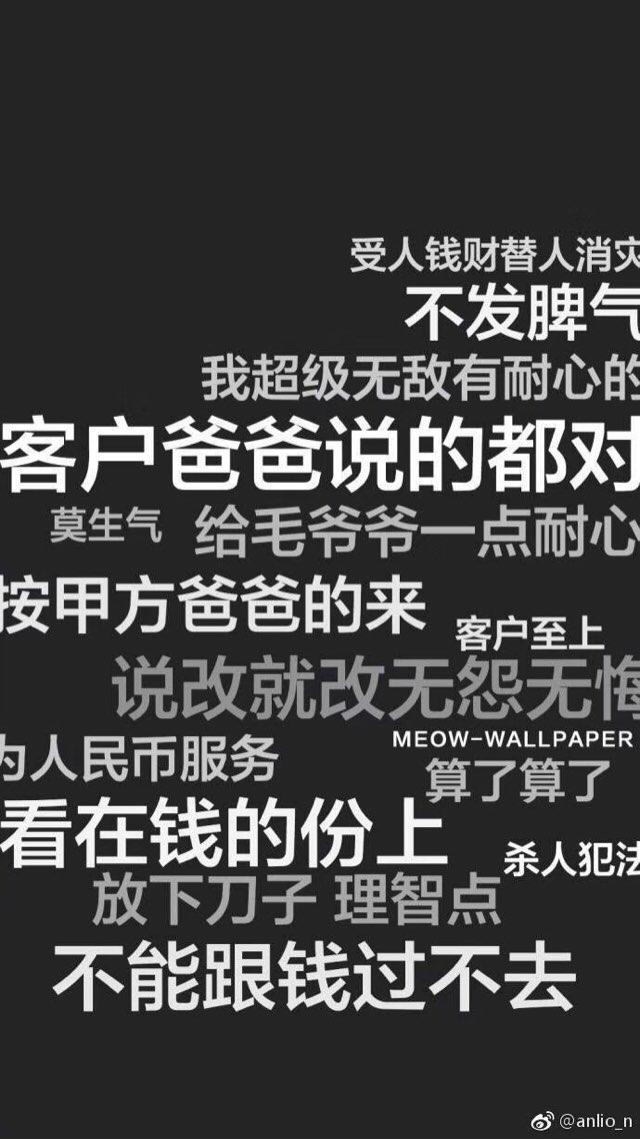 受人钱财替人消灾
不发脾气
我超级无敌有耐心的
客户爸爸说的都对
莫生气 给毛爷爷一点耐心
按甲方爸爸的来
客户至上
说改就改无怨无悔
MEOW-WALLPAPER
为人民币服务
算了算了
看在钱的份上
杀人犯法
放下刀子 理智点
不能跟钱过不去
@anlio_n